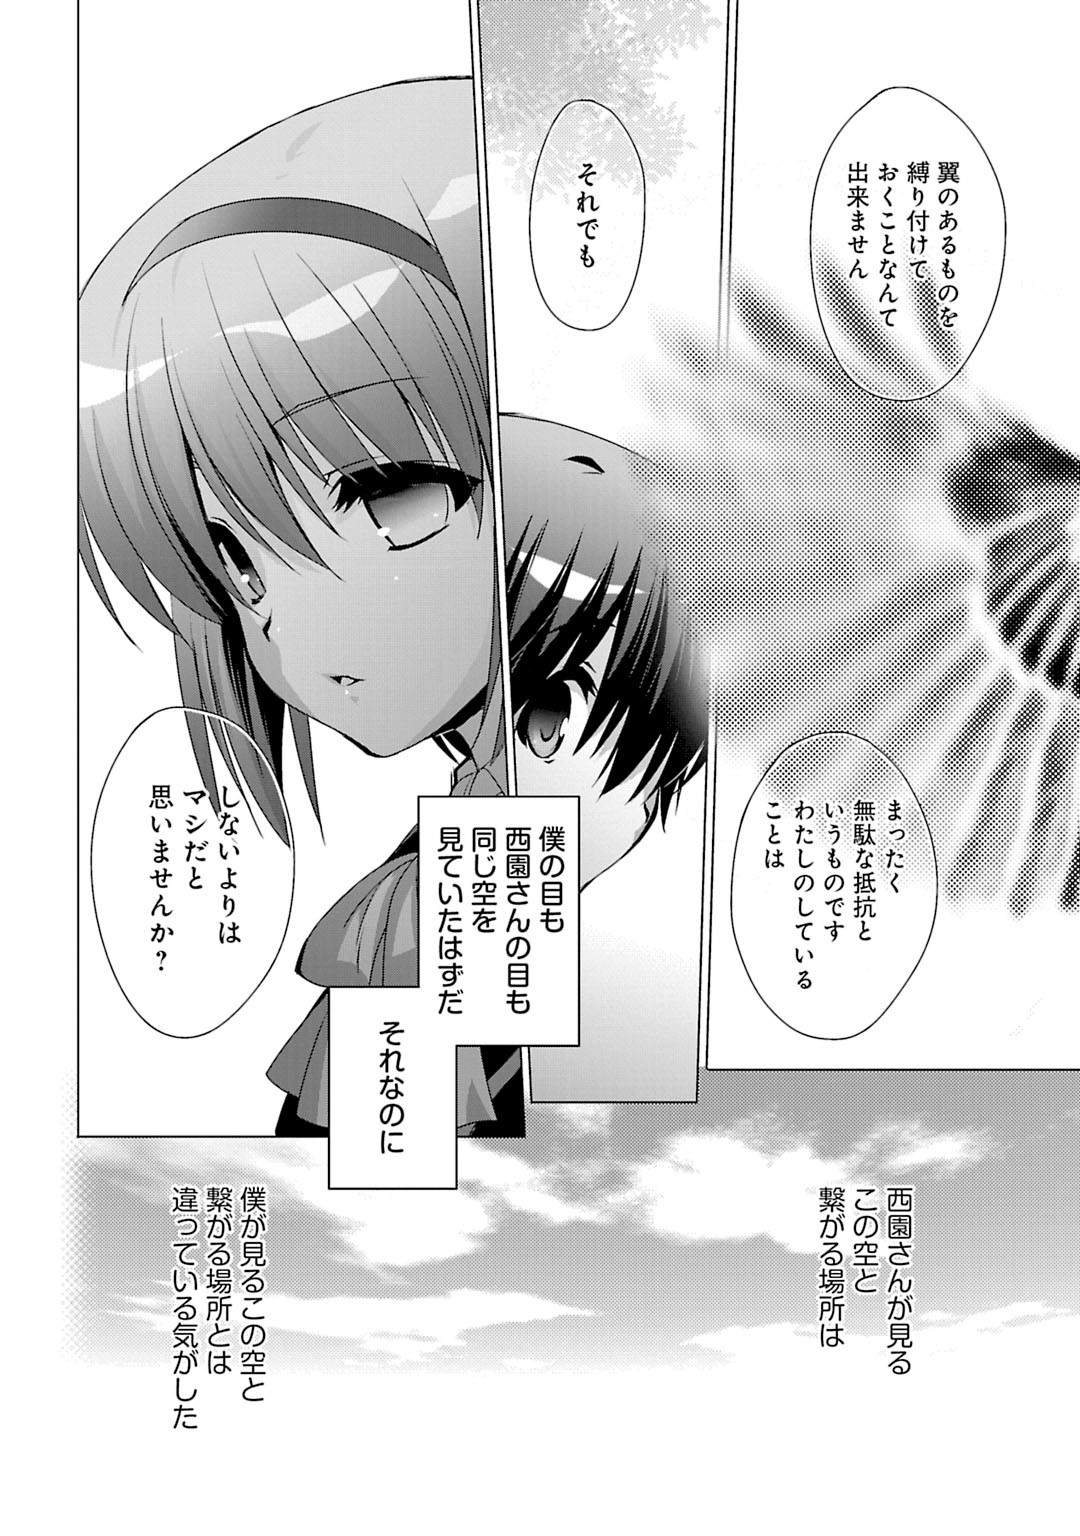 翼のあるものを
縛り付けて
おくことなんて
出来ません
まったく
無駄な抵抗と
いうものです
わたしのしている
ことは
それでも
しないよりは
マシだと
思いませんか?
僕の目も
西園さんの目も
同じ空を
見ていたはずだ
それなのに
西園さんが見る
この空と
繋がる場所は
僕が見るこの空と
繋がる場所とは
違っている気がした